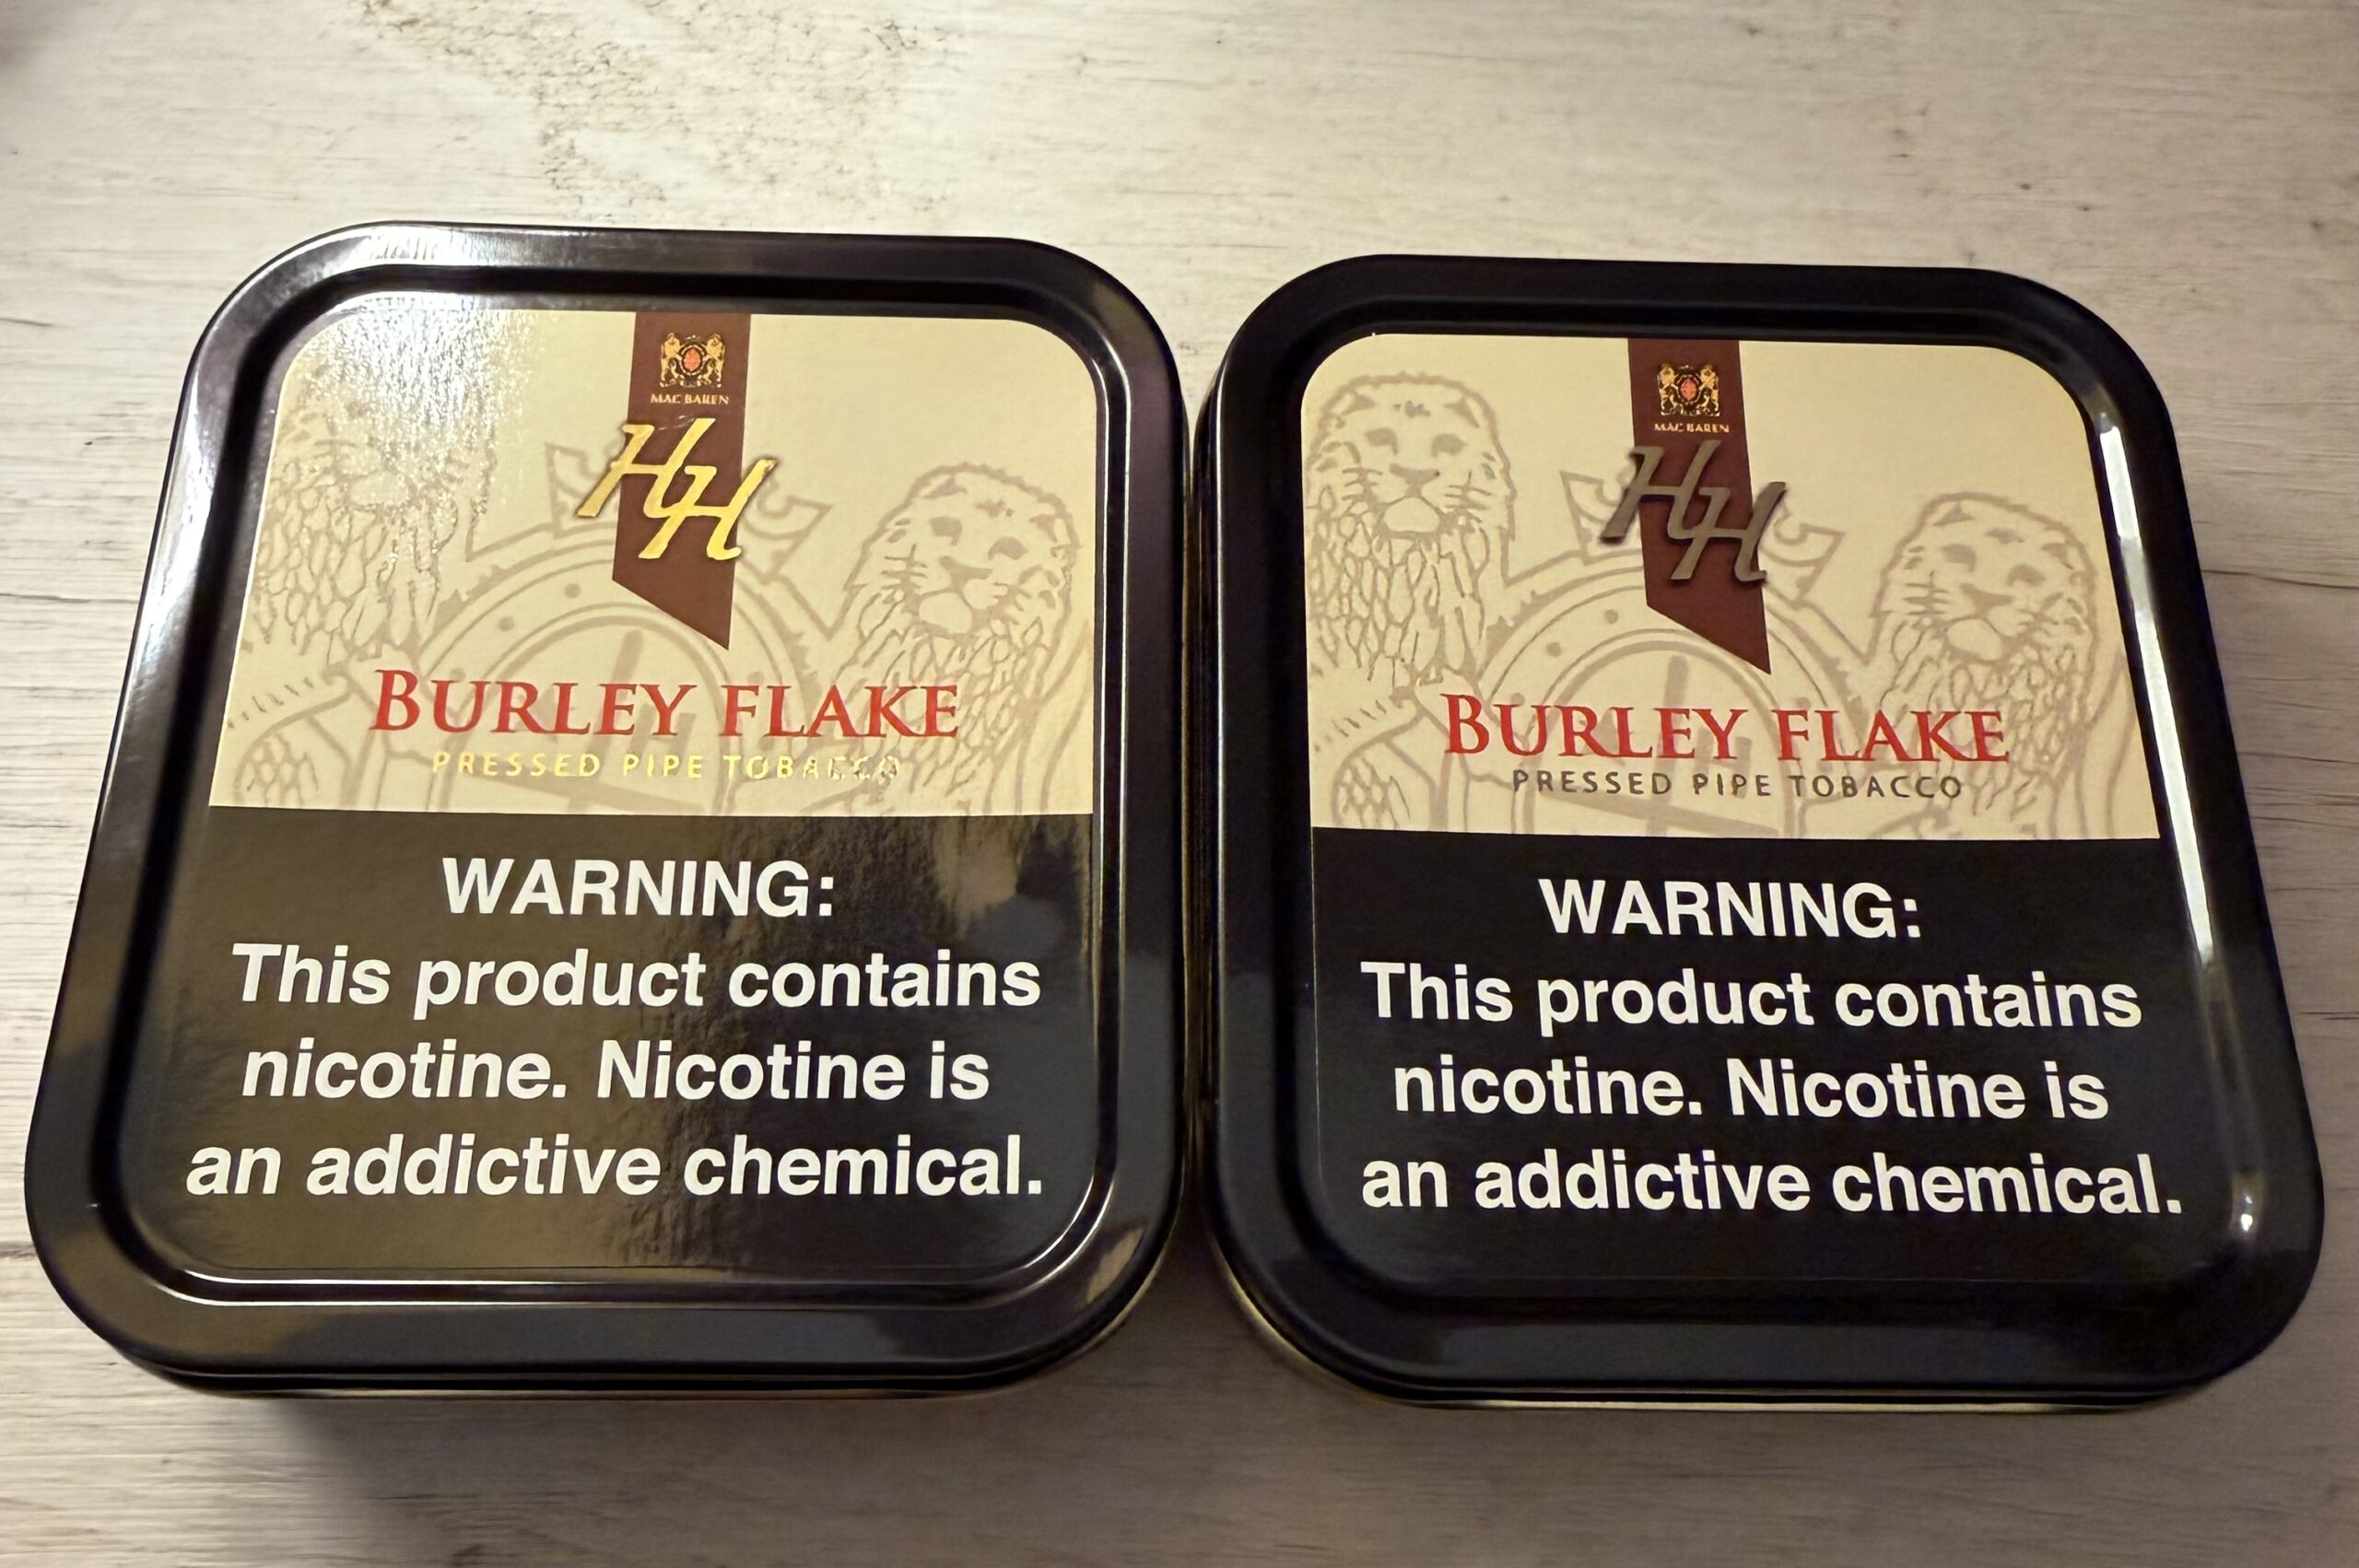 MAC BAREN
HH
BURLEY FLAKE
PRESSED PIPE TOBACCO
WARNING:
This product contains
nicotine. Nicotine is
an addictive chemical.
MAC BAREN
HH
BURLEY FLAKE
PRESSED PIPE TOBACCO
WARNING:
This product contains
nicotine. Nicotine is
an addictive chemical.